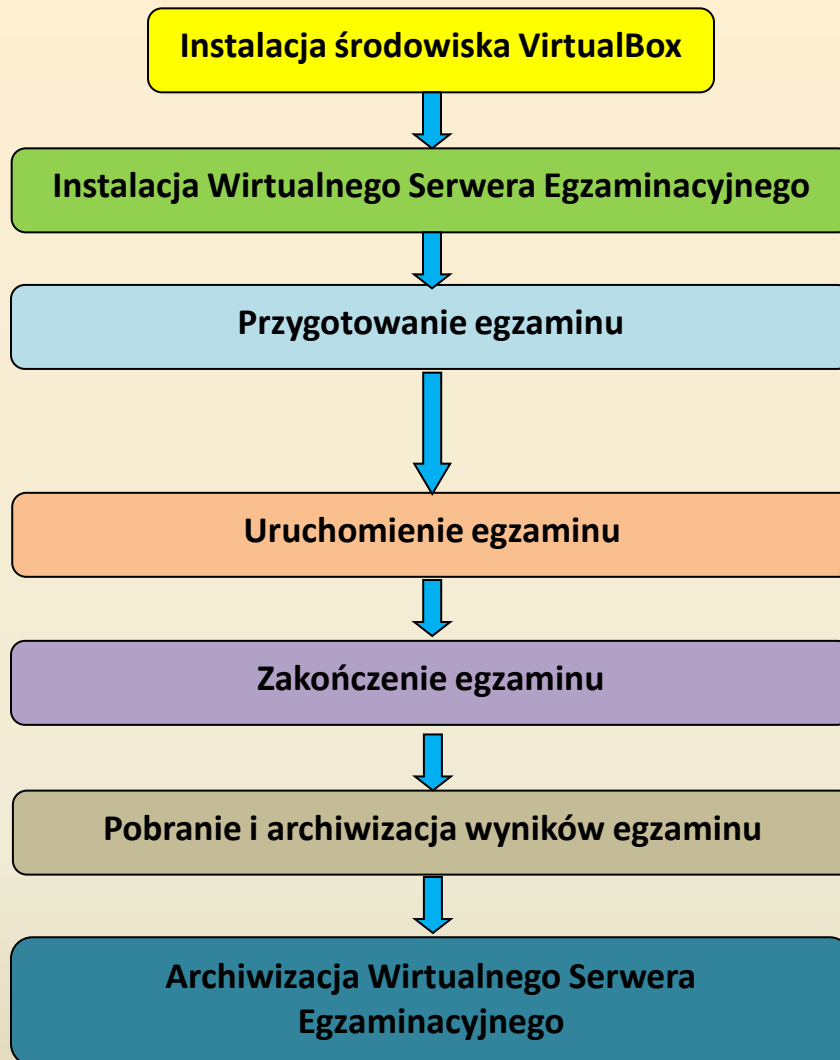 Instalacja środowiska VirtualBox
Instalacja Wirtualnego Serwera Egzaminacyjnego
Przygotowanie egzaminu
Uruchomienie egzaminu
Zakończenie egzaminu
Pobranie i archiwizacja wyników egzaminu
Archiwizacja Wirtualnego Serwera
Egzaminacyjnego